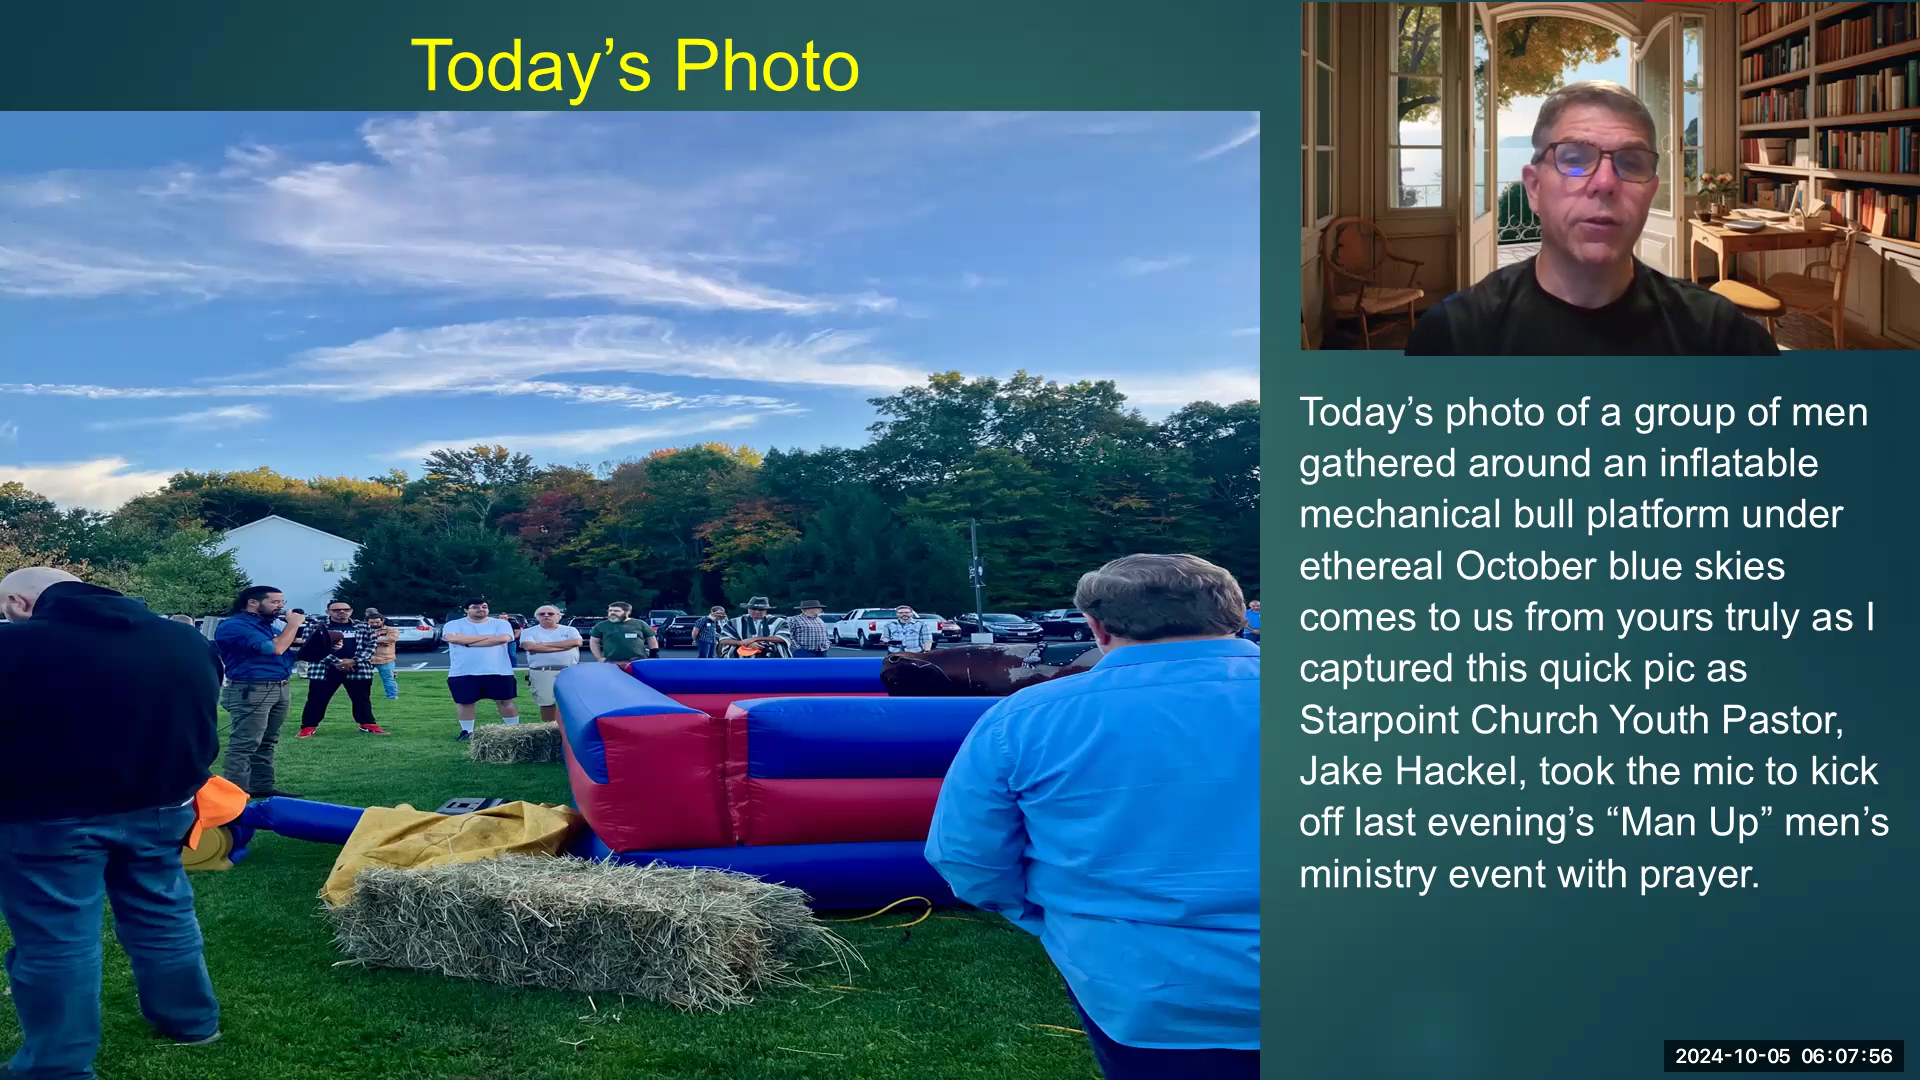 Today’s Photo
Today’s photo of a group of men
gathered around an inflatable
mechanical bull platform under
ethereal October blue skies
comes to us from yours truly as I
captured this quick pic as
Starpoint Church Youth Pastor,
Jake Hackel, took the mic to kick
off last evening’s “Man Up” men’s
ministry event with prayer.
2024-10-05 06:07:56